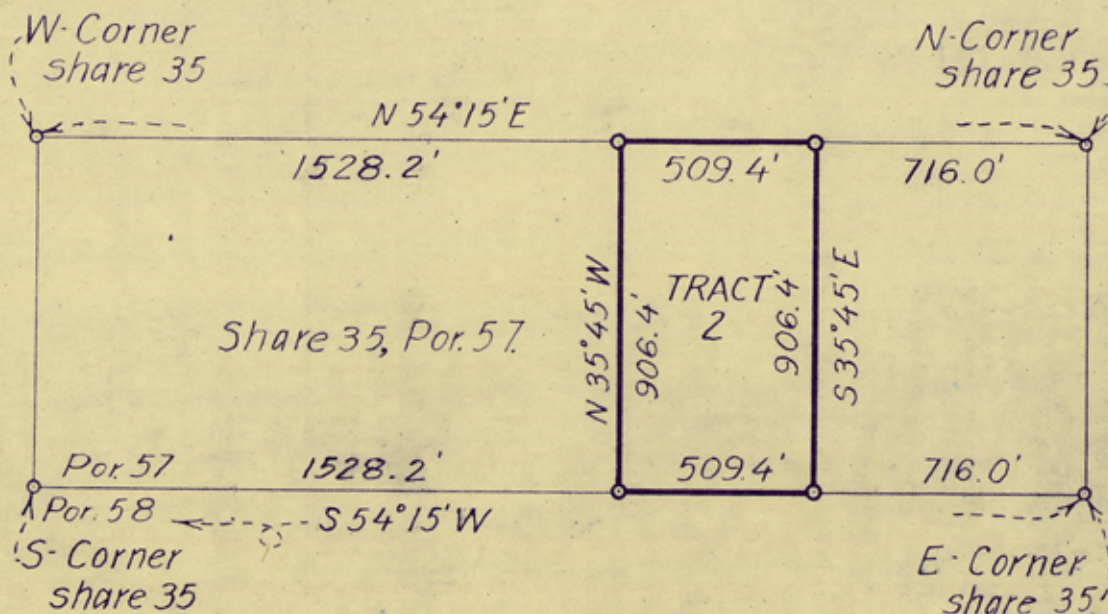 W-Corner
share 35
N-Corner
share 35
N 54°15'E
1528.2'
509.4'
716.0'
N 35°45'W
906.4'
TRACT
2
906.4'
S 35°45'E
Share 35, Por. 57.
Por. 57
1528.2'
509.4'
716.0'
Por. 58
S 54°15'W
S-Corner
share 35
E-Corner
share 35'